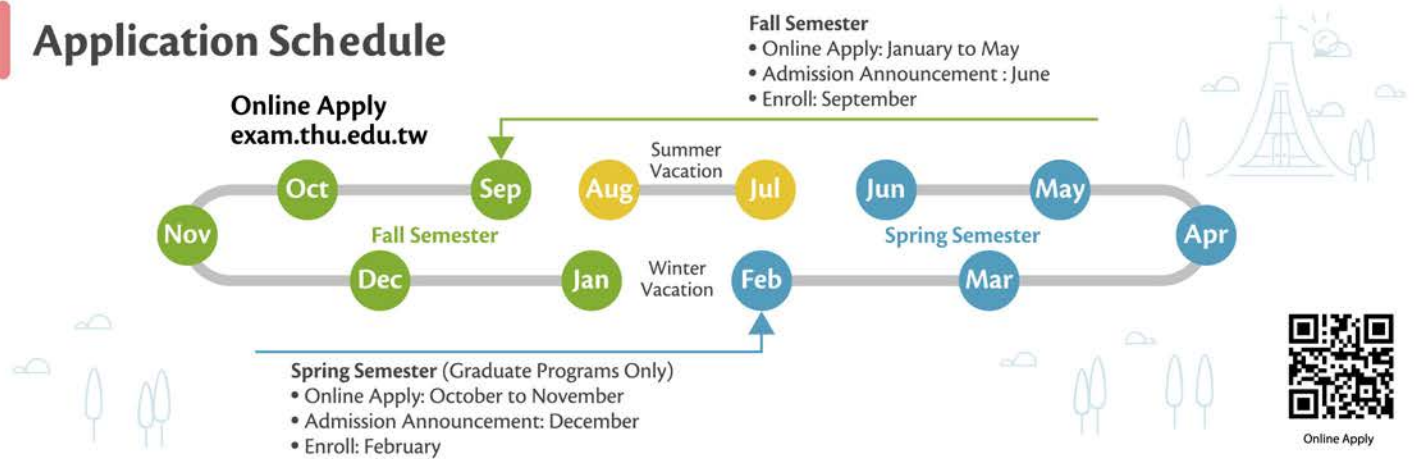 Application Schedule
Fall Semester
• Online Apply: January to May
• Admission Announcement : June
• Enroll: September
Online Apply
exam.thu.edu.tw
Summer
Vacation
Oct
Sep
Aug
Jul
Jun
May
Nov
Fall Semester
Spring Semester
Apr
Dec
Jan
Winter
Vacation
Feb
Mar
Spring Semester (Graduate Programs Only)
• Online Apply: October to November
• Admission Announcement: December
• Enroll: February
Online Apply